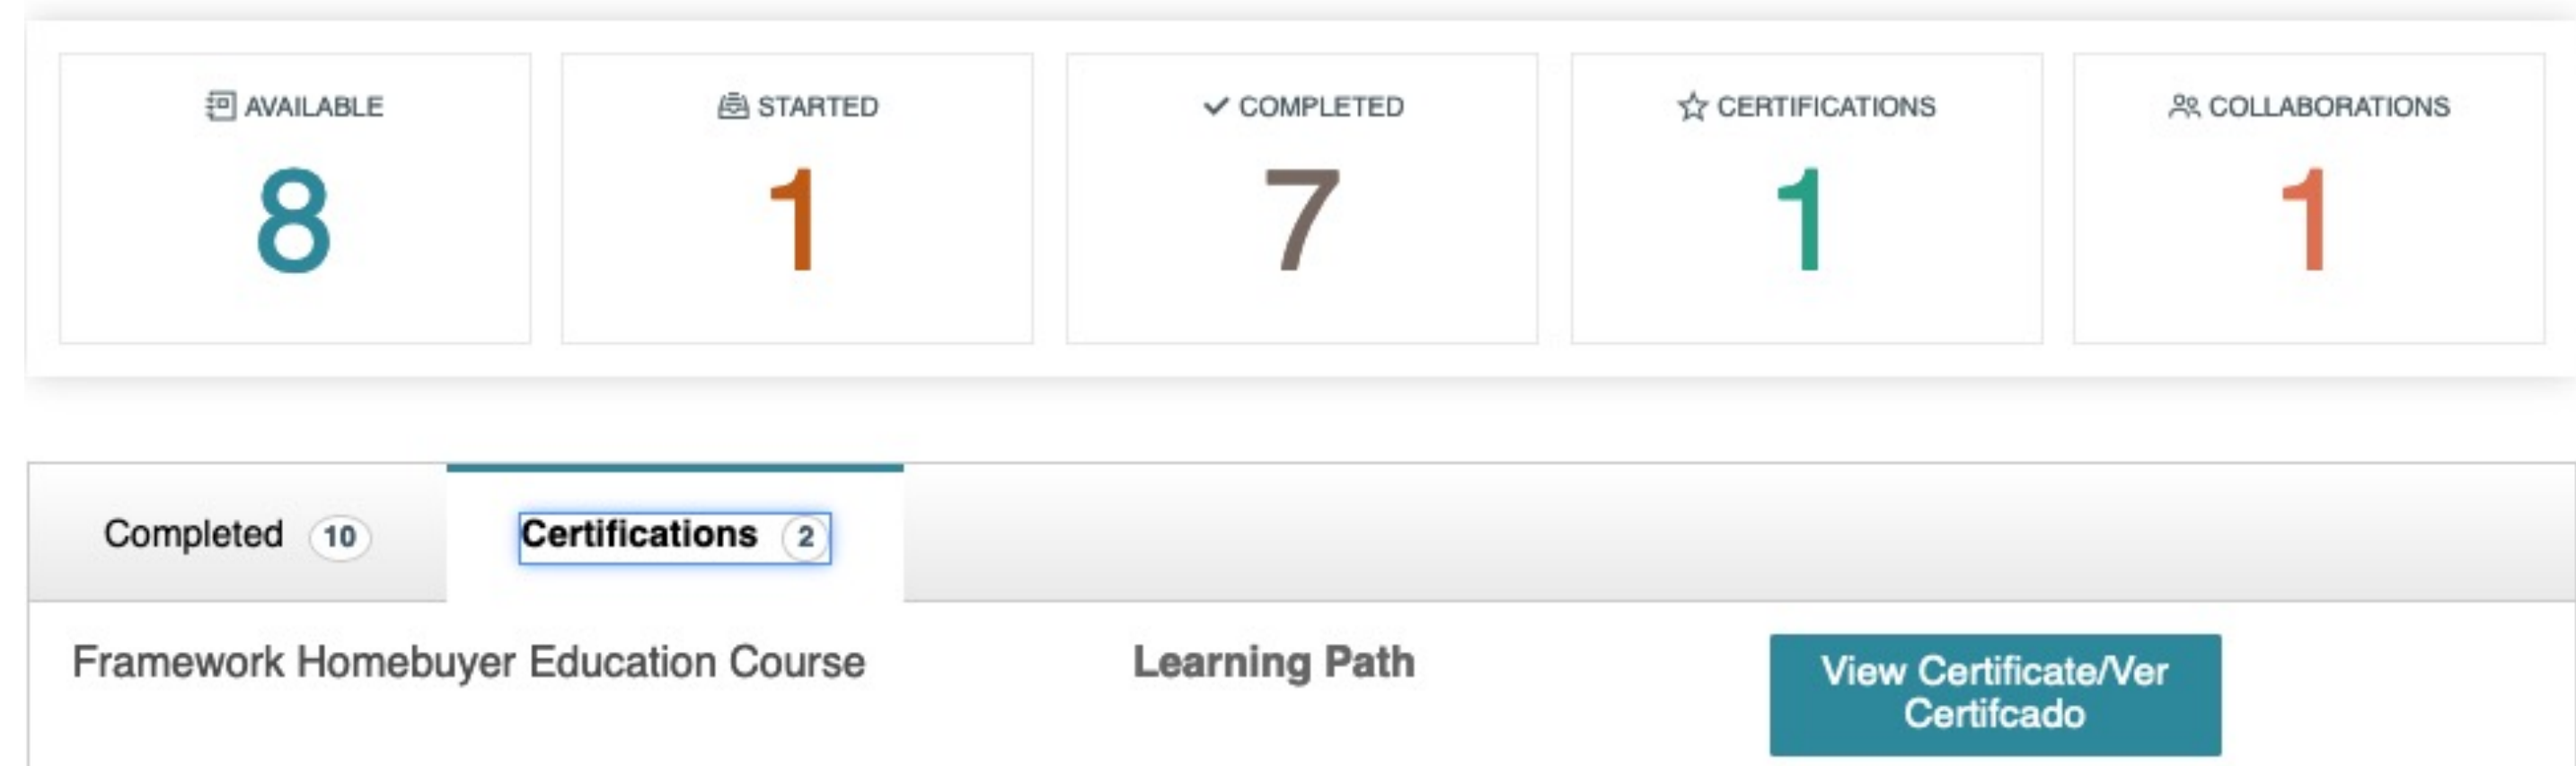 AVAILABLE STARTED COMPLETED CERTIFICATIONS COLLABORATIONS
8 1 7 1 1
Completed 10 Certifications 2
Framework Homebuyer Education Course Learning Path View Certificate/Ver
Certifcado